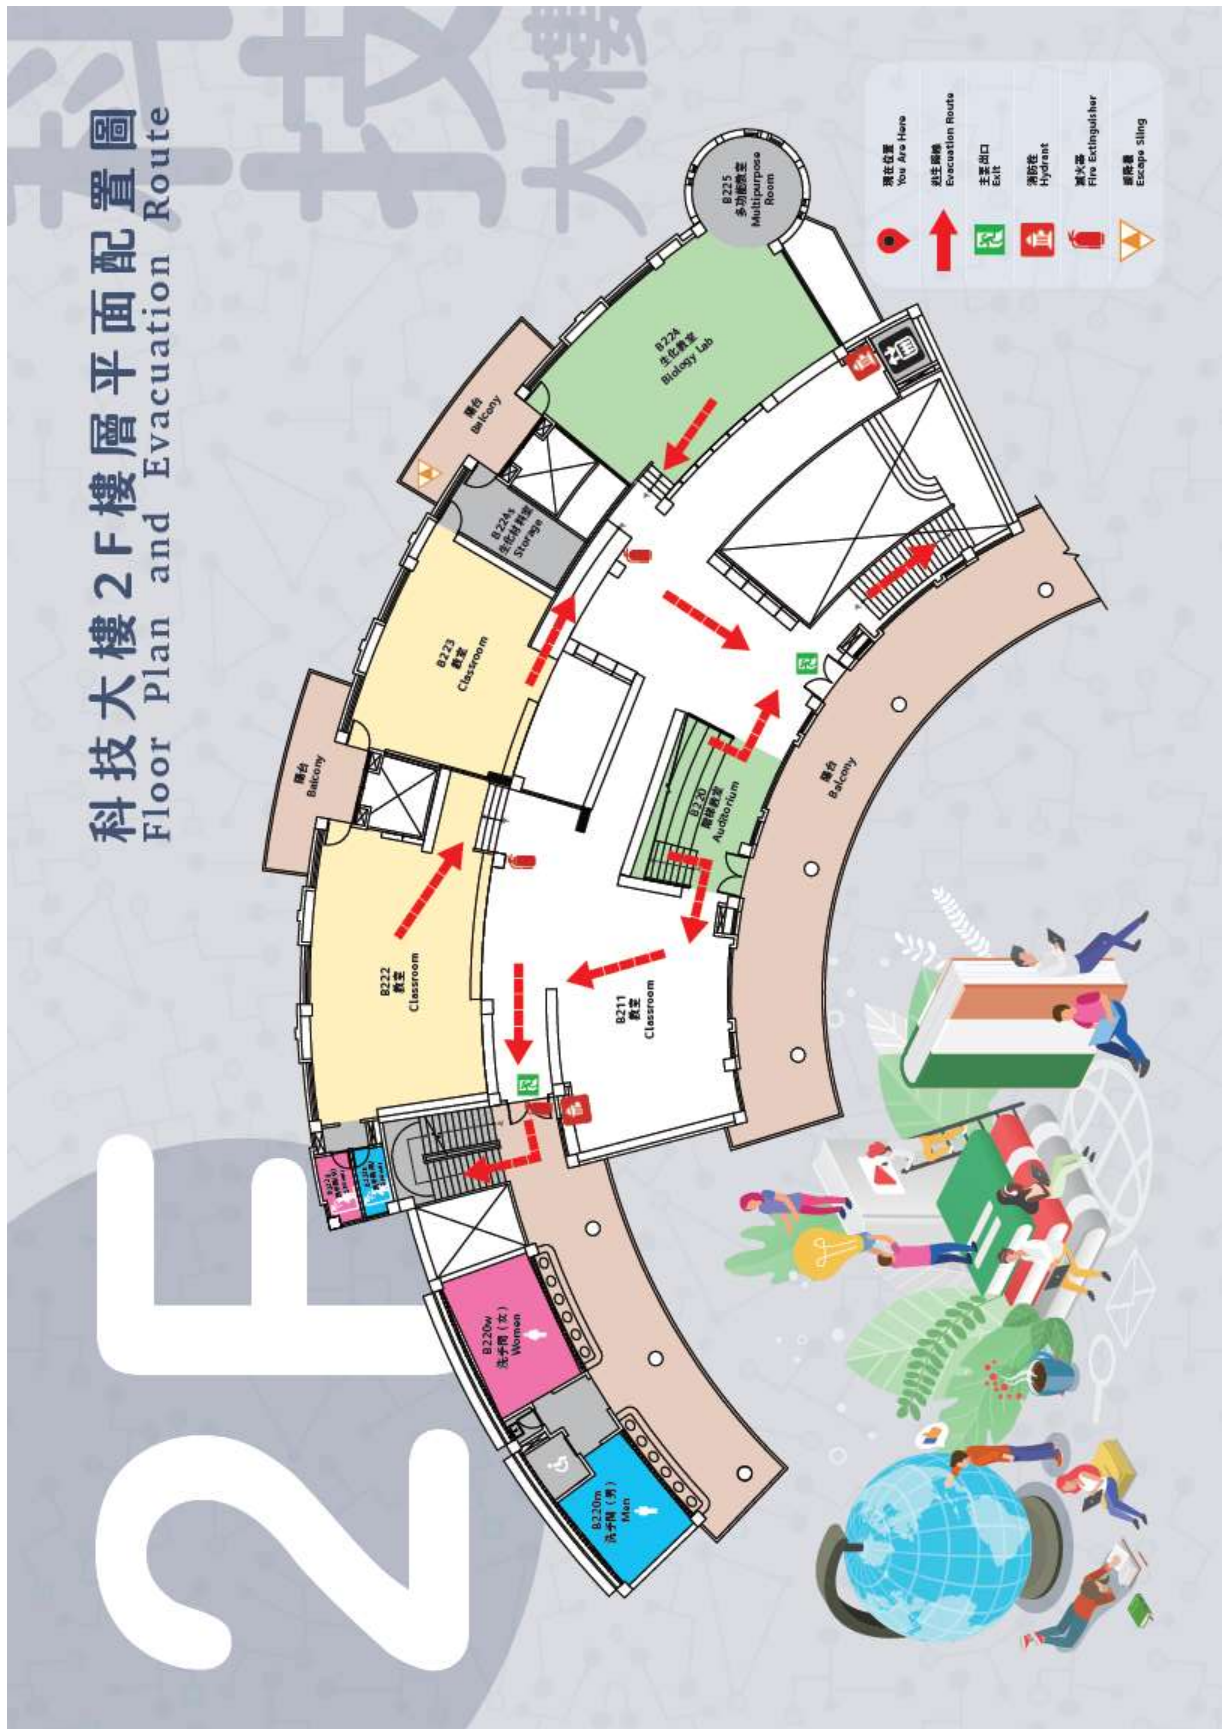 科技大樓
科技大樓2F樓層平面配置圖
Floor Plan and Evacuation Route
2F
現在位置
You Are Here
逃生路線
Evacuation Route
主要出口
Exit
消防栓
Hydrant
滅火器
Fire Extinguisher
緩降機
Escape Sling
B220m
洗手間(男)
Men
B220w
洗手間(女)
Women
B222
教室
Classroom
陽台
Balcony
B223
教室
Classroom
B224s
生化材料室
Storage
陽台
Balcony
B224
生化教室
Biology Lab
B225
多功能教室
Multipurpose
Room
B211
教室
Classroom
B220
階梯教室
Auditorium
陽台
Balcony